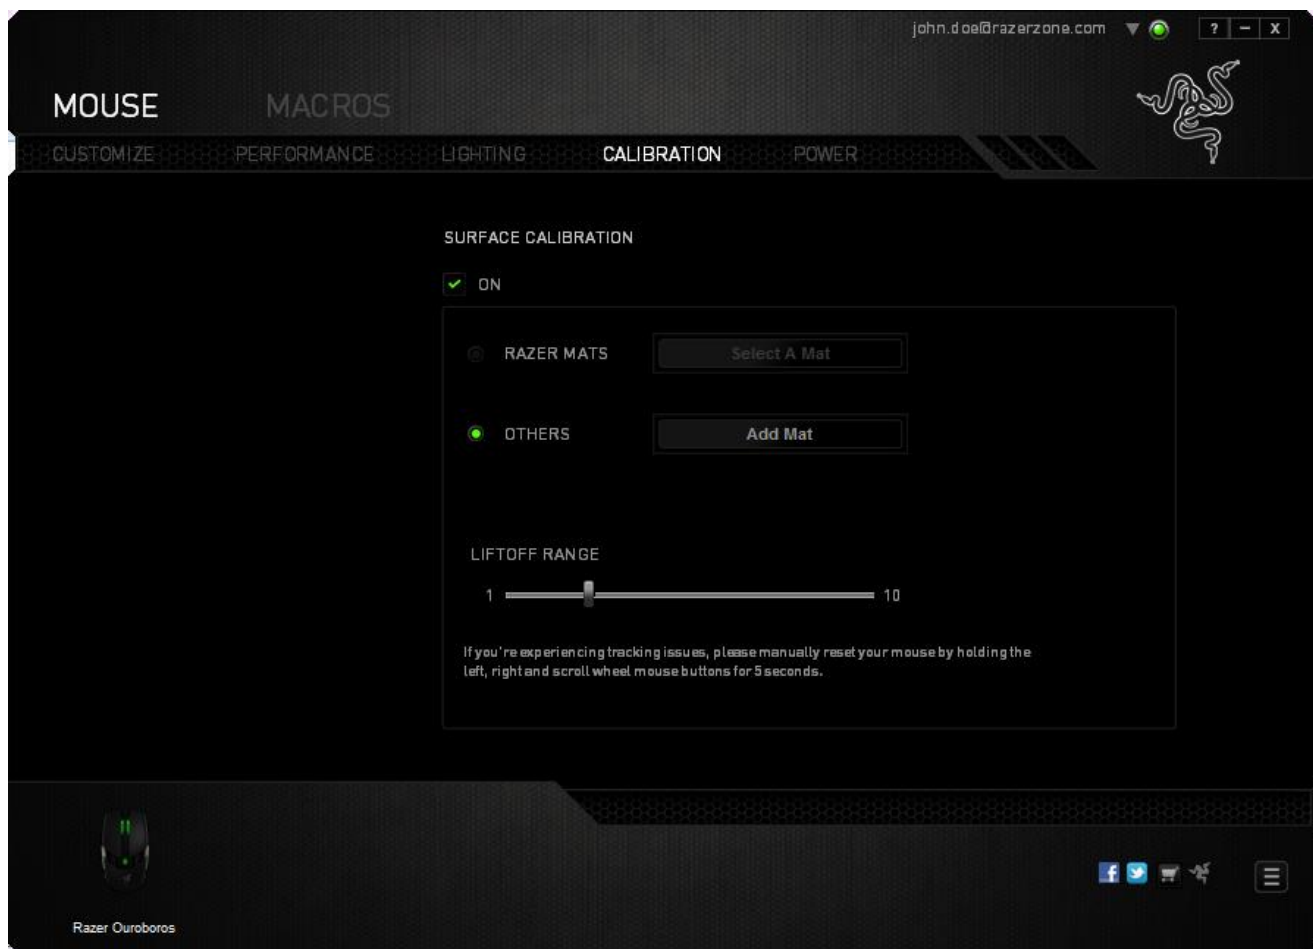 john.doe@razerzone.com
? – X
MOUSE MACROS
CUSTOMIZE PERFORMANCE LIGHTING CALIBRATION POWER
SURFACE CALIBRATION
ON
RAZER MATS Select A Mat
OTHERS Add Mat
LIFTOFF RANGE
1 10
If you're experiencing tracking issues, please manually reset your mouse by holding the
left, right and scroll wheel mouse buttons for 5 seconds.
Razer Ouroboros